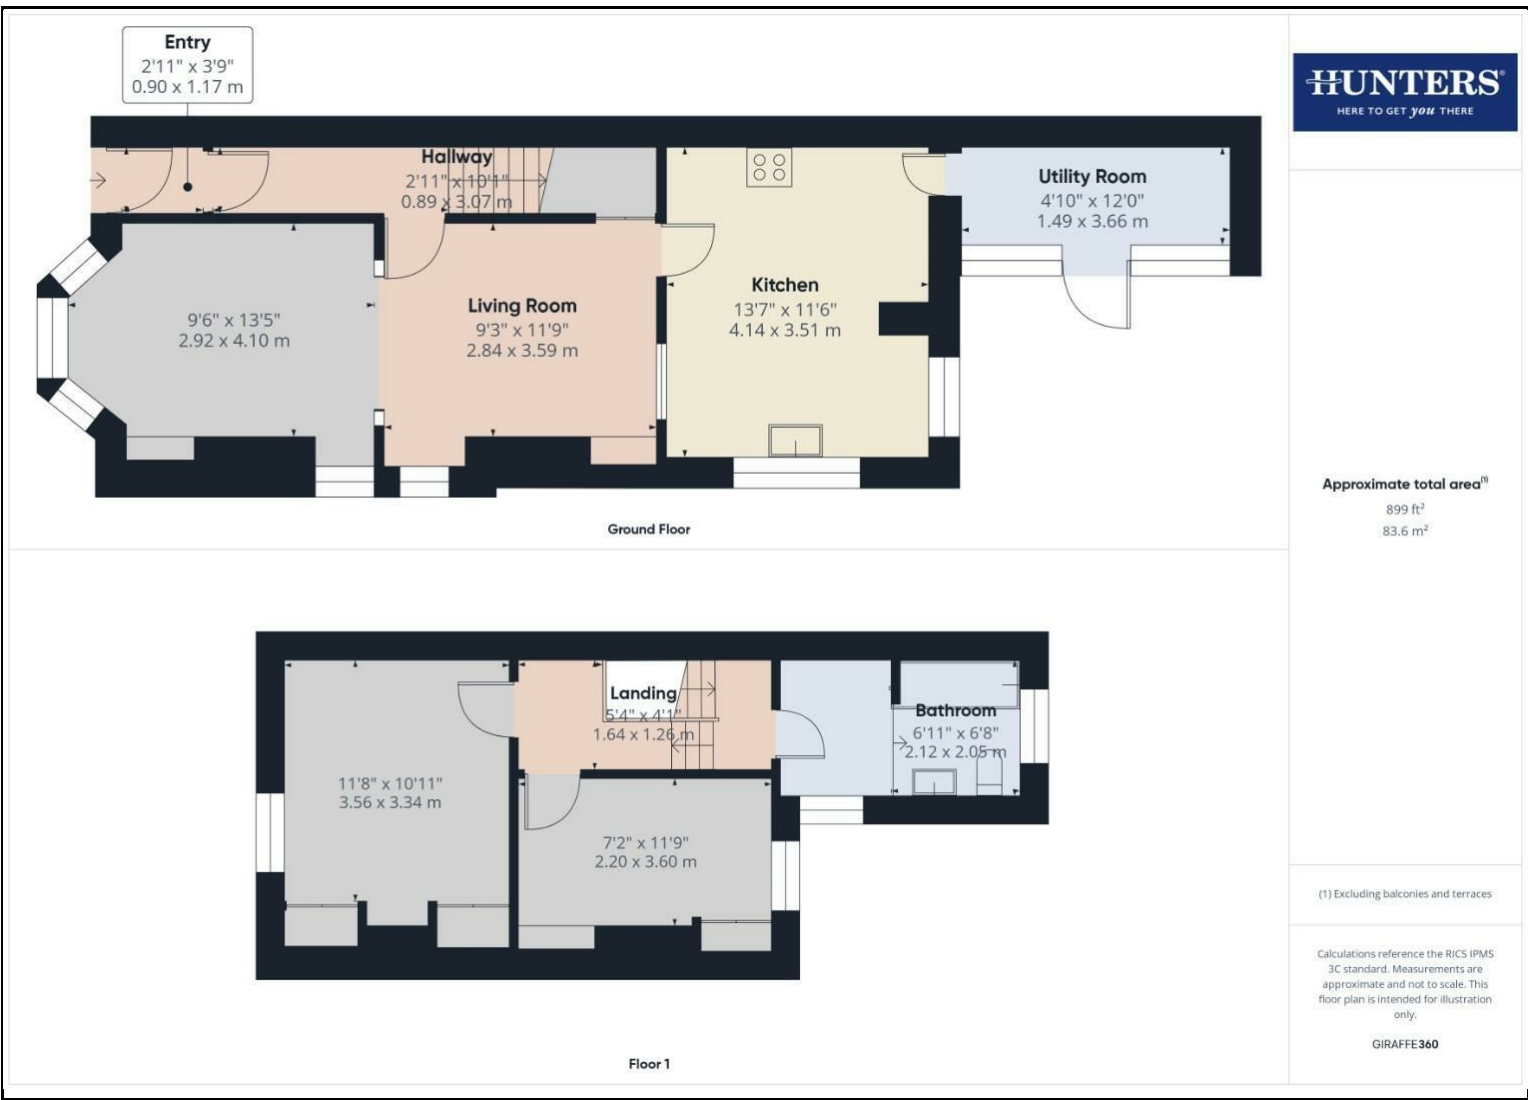 Entry
2'11" x 3'9"
0.90 x 1.17 m
Hallway
2'11" x 10'1"
0.89 x 3.07 m
9'6" x 13'5"
2.92 x 4.10 m
Living Room
9'3" x 11'9"
2.84 x 3.59 m
Kitchen
13'7" x 11'6"
4.14 x 3.51 m
Utility Room
4'10" x 12'0"
1.49 x 3.66 m
Ground Floor
11'8" x 10'11"
3.56 x 3.34 m
Landing
5'4" x 4'1"
1.64 x 1.26 m
7'2" x 11'9"
2.20 x 3.60 m
Bathroom
6'11" x 6'8"
2.12 x 2.05 m
Floor 1
HUNTERS®
HERE TO GET you THERE
Approximate total area(1)
899 ft²
83.6 m²
(1) Excluding balconies and terraces
Calculations reference the RICS IPMS
3C standard. Measurements are
approximate and not to scale. This
floor plan is intended for illustration
only.
GIRAFFE360